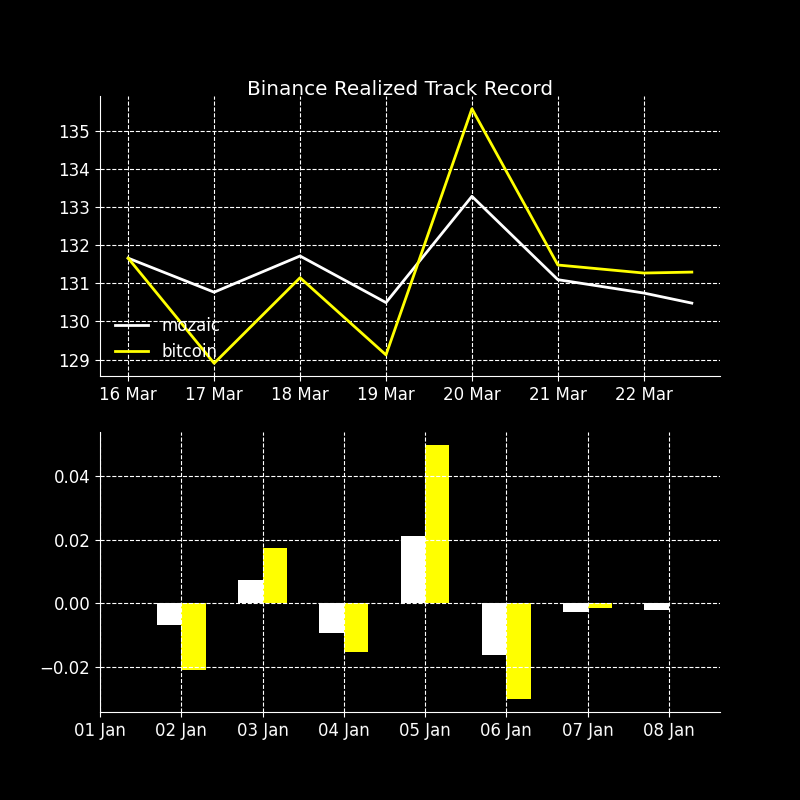 Binance Realized Track Record
135
134
133
132
131
130
129
mozaic
bitcoin
16 Mar 17 Mar 18 Mar 19 Mar 20 Mar 21 Mar 22 Mar
0.04
0.02
0.00
−0.02
01 Jan 02 Jan 03 Jan 04 Jan 05 Jan 06 Jan 07 Jan 08 Jan